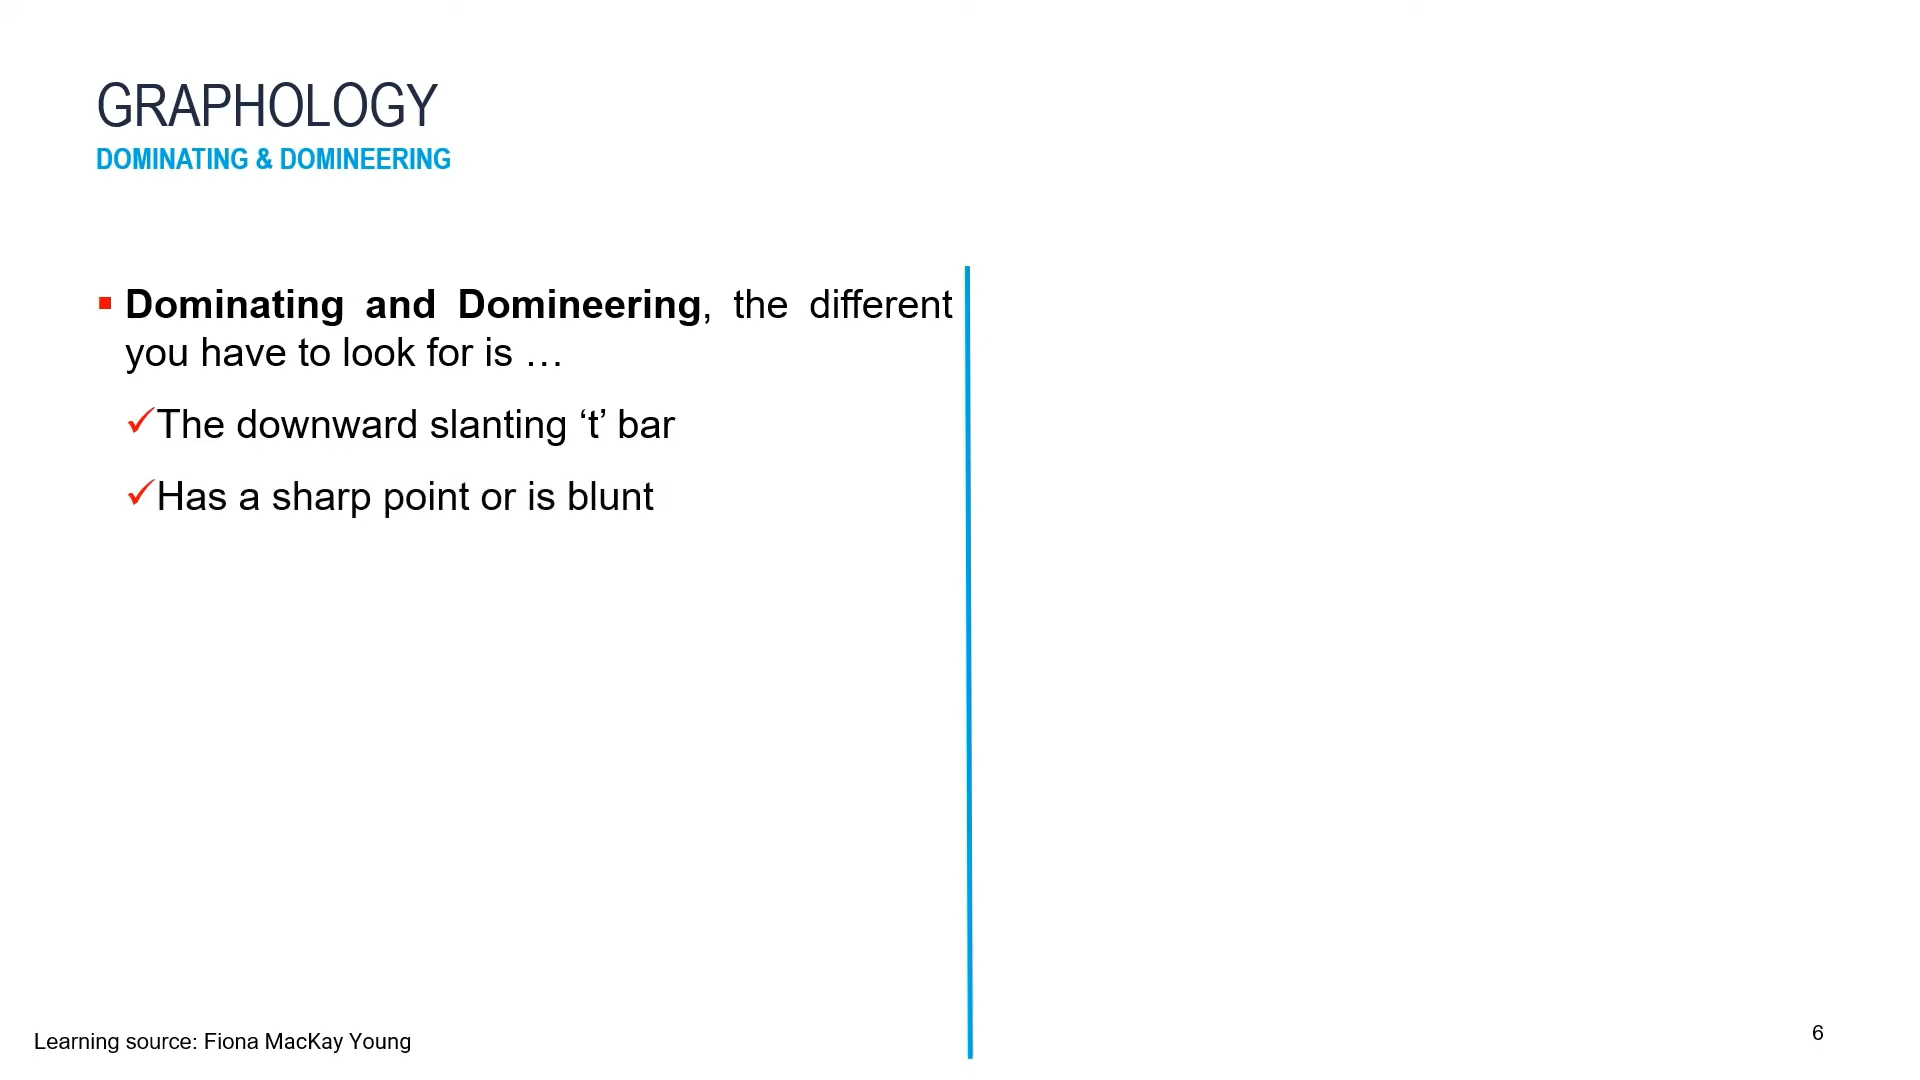 GRAPHOLOGY
DOMINATING & DOMINEERING
Dominating and Domineering, the different
you have to look for is …
The downward slanting ‘t’ bar
Has a sharp point or is blunt
Learning source: Fiona MacKay Young
6